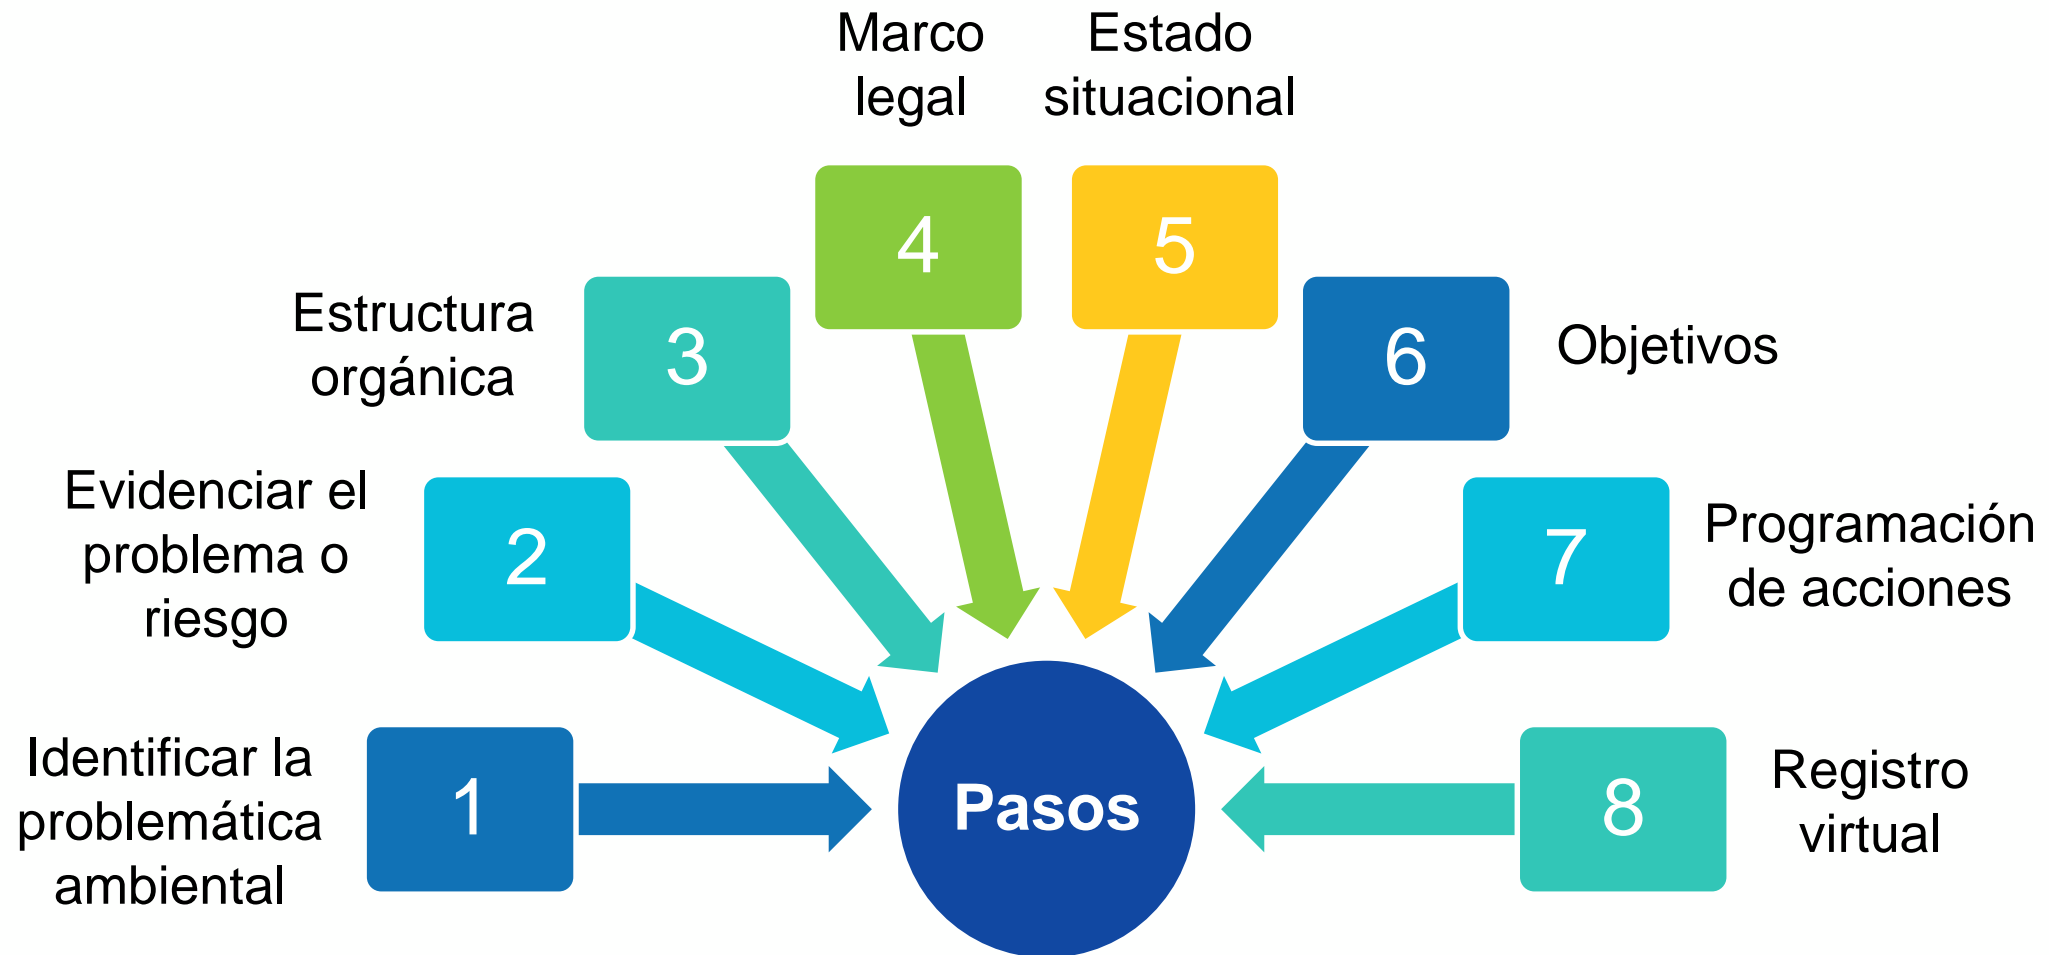 Identificar la
problemática
ambiental
1
Evidenciar el
problema o
riesgo
2
Estructura
orgánica
3
Marco
legal
4
Estado
situacional
5
6
Objetivos
7
Programación
de acciones
8
Registro
virtual
Pasos